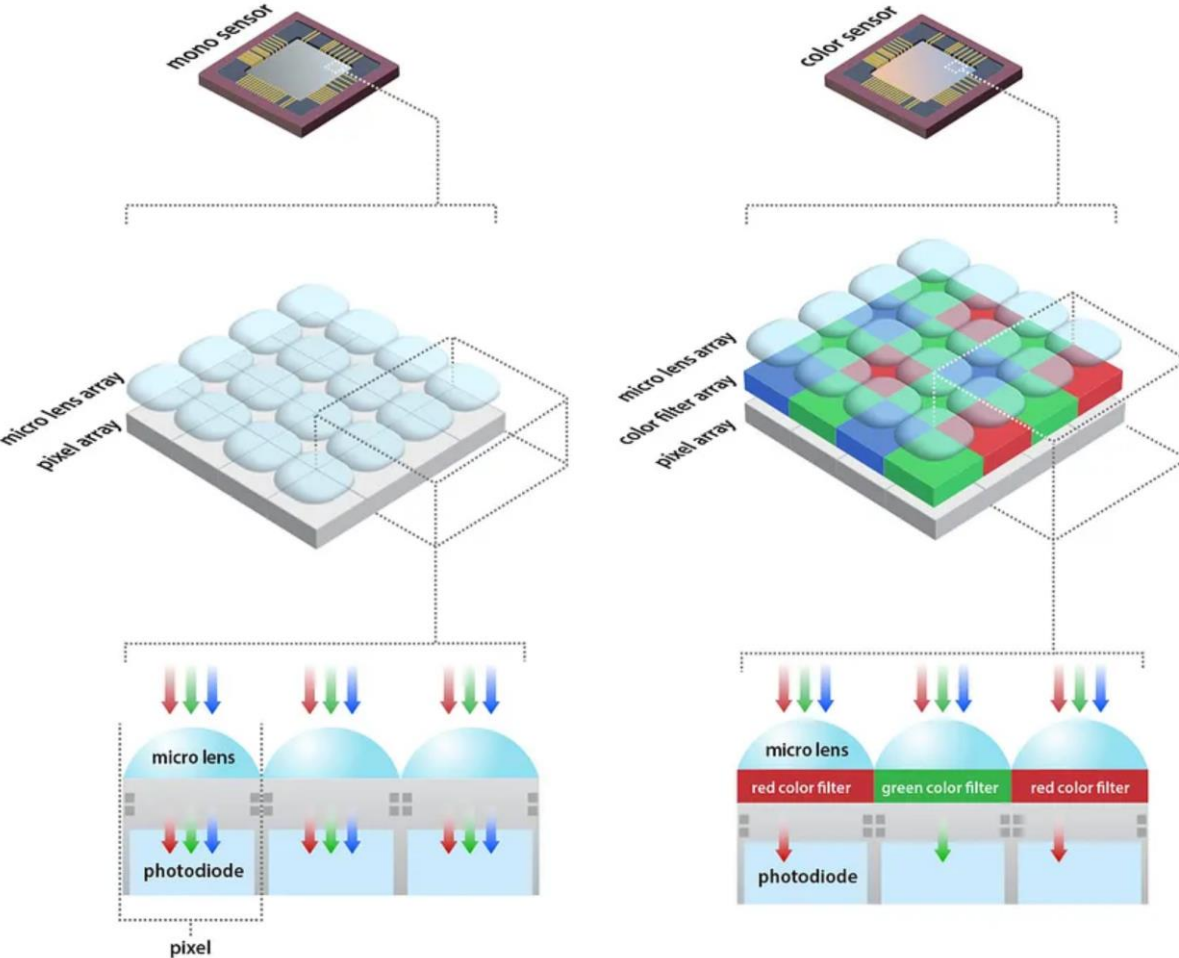 mono sensor
color sensor
micro lens array
pixel array
micro lens array
color filter array
pixel array
micro lens
photodiode
pixel
micro lens
red color filter
green color filter
red color filter
photodiode